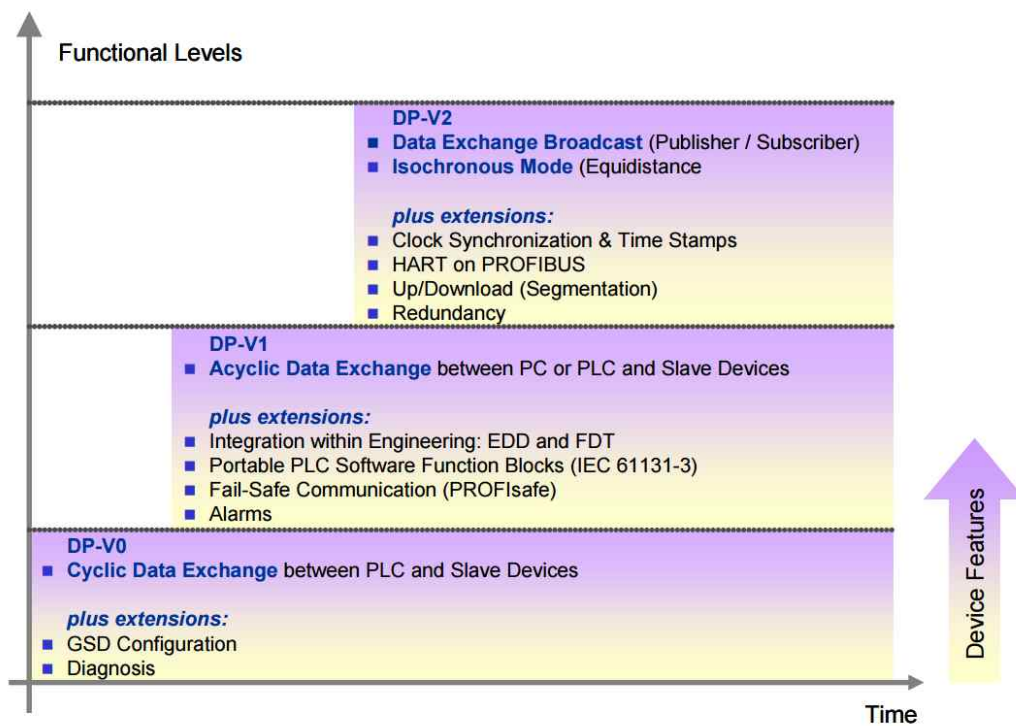 Functional Levels
DP-V2
Data Exchange Broadcast (Publisher / Subscriber)
Isochronous Mode (Equidistance
plus extensions:
Clock Synchronization & Time Stamps
HART on PROFIBUS
Up/Download (Segmentation)
Redundancy
DP-V1
Acyclic Data Exchange between PC or PLC and Slave Devices
plus extensions:
Integration within Engineering: EDD and FDT
Portable PLC Software Function Blocks (IEC 61131-3)
Fail-Safe Communication (PROFIsafe)
Alarms
DP-V0
Cyclic Data Exchange between PLC and Slave Devices
plus extensions:
GSD Configuration
Diagnosis
Device Features
Time